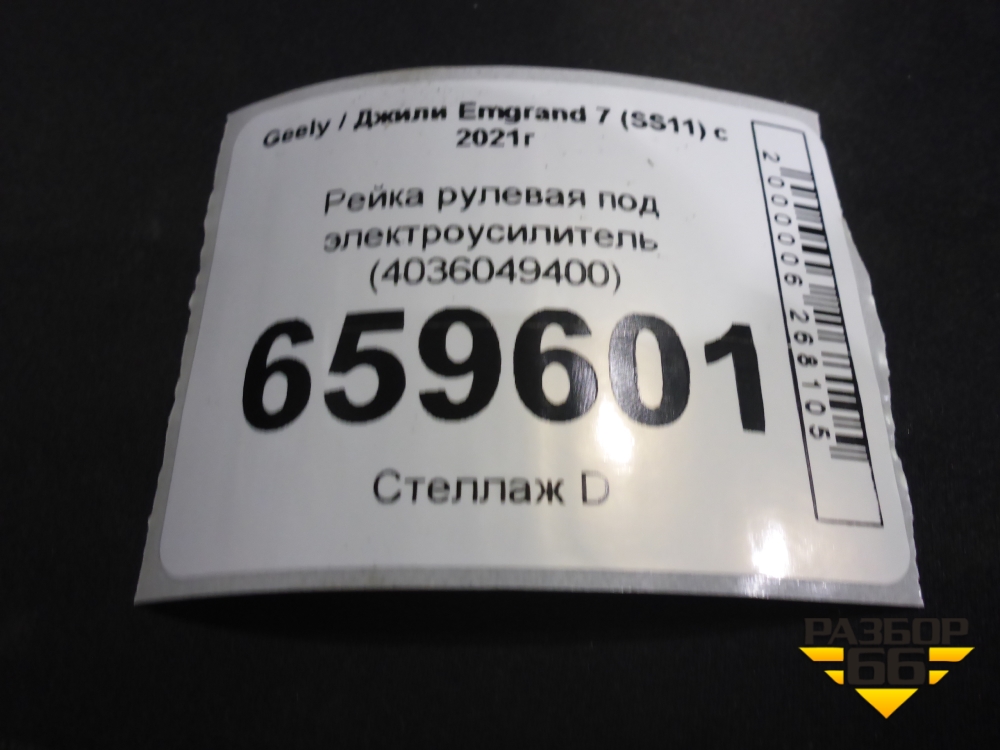 Geely / Джили Emgrand 7 (SS11) с
2021г
Рейка рулевая под
электроусилитель
(4036049400)
659601
Стеллаж D
2000006268105
РАЗБОР
66